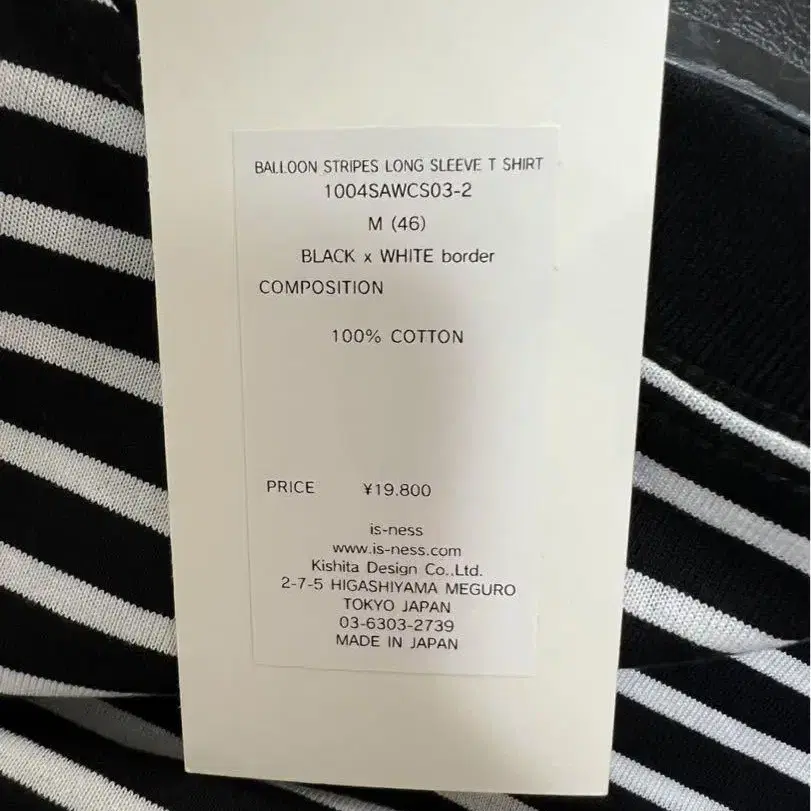 BALLOON STRIPES LONG SLEEVE T SHIRT
1004SAWCS03-2
M (46)
BLACK x WHITE border
COMPOSITION
100% COTTON
PRICE ¥19.800
is-ness
www.is-ness.com
Kishita Design Co.,Ltd.
2-7-5 HIGASHIYAMA MEGURO
TOKYO JAPAN
03-6303-2739
MADE IN JAPAN